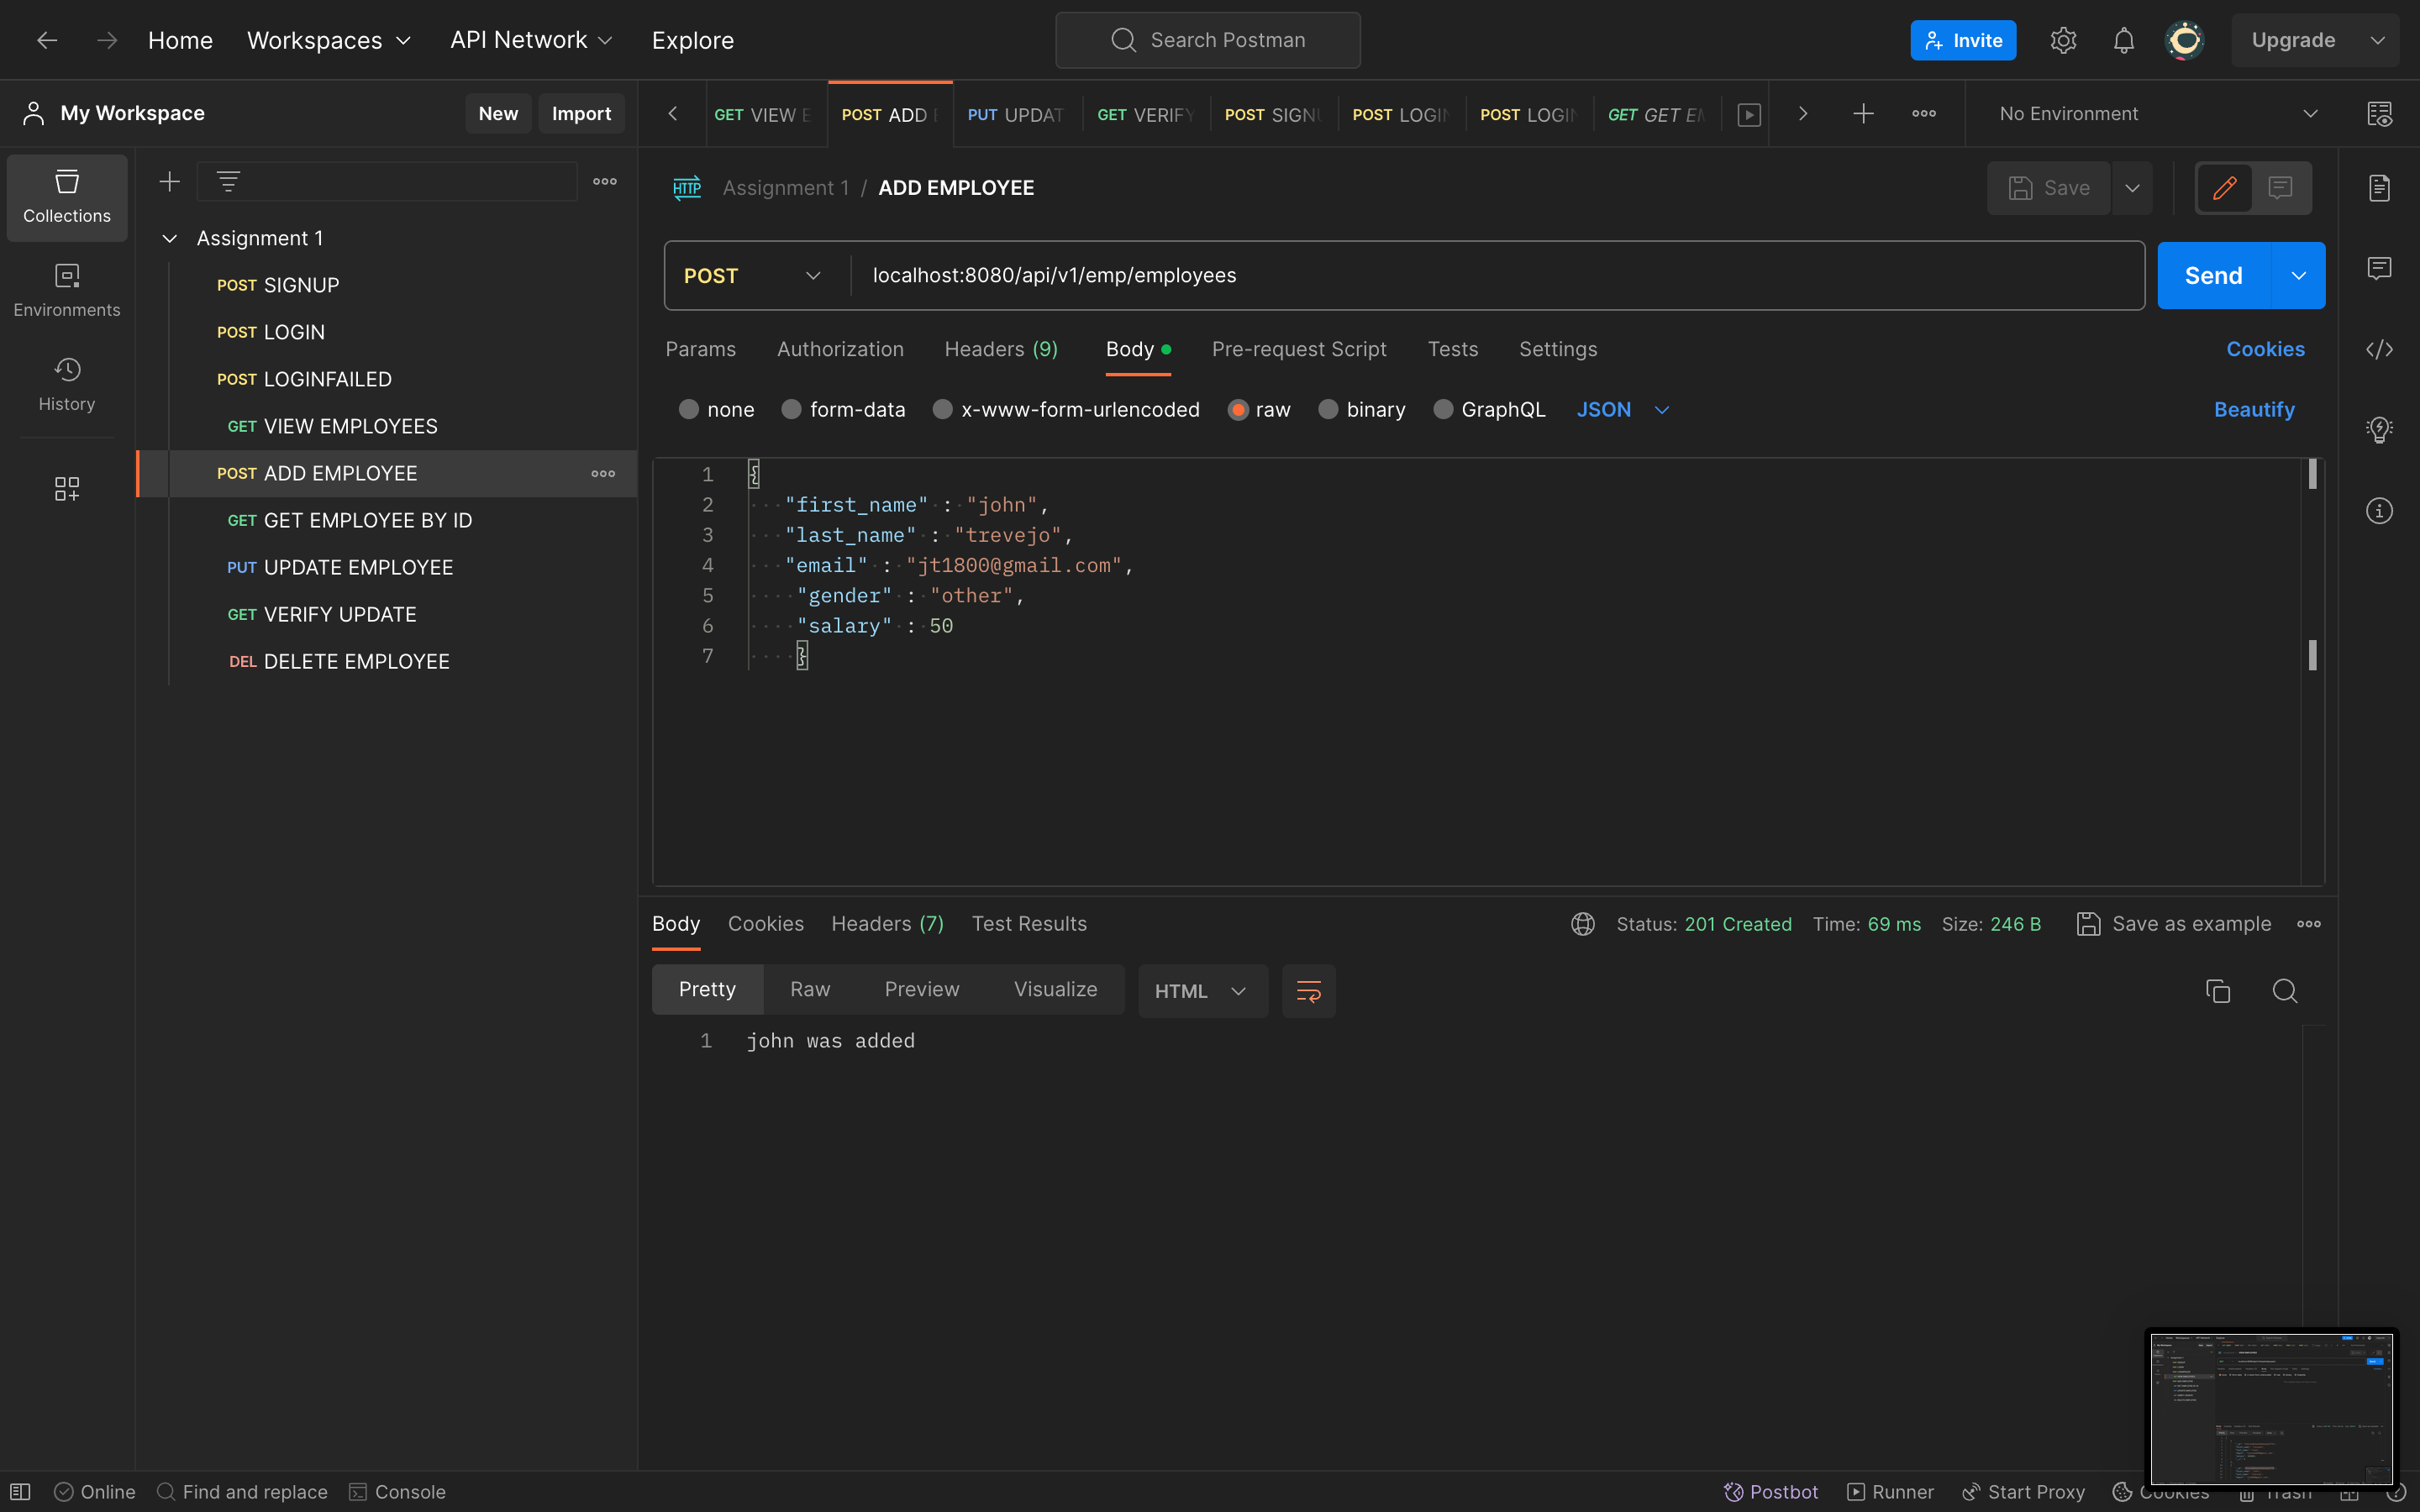 Home Workspaces API Network Explore Search Postman Invite Upgrade
My Workspace New Import
GET VIEW E POST ADD E PUT UPDAT GET VERIFY POST SIGNU POST LOGIN POST LOGIN GET GET EM No Environment
Collections
Environments
History
Assignment 1
POST SIGNUP
POST LOGIN
POST LOGINFAILED
GET VIEW EMPLOYEES
POST ADD EMPLOYEE
GET GET EMPLOYEE BY ID
PUT UPDATE EMPLOYEE
GET VERIFY UPDATE
DEL DELETE EMPLOYEE
HTTP Assignment 1 / ADD EMPLOYEE Save
POST localhost:8080/api/v1/emp/employees Send
Params Authorization Headers (9) Body Pre-request Script Tests Settings Cookies
none form-data x-www-form-urlencoded raw binary GraphQL JSON Beautify
1 {
2 "first_name" : "john",
3 "last_name" : "trevejo",
4 "email" : "jt1800@gmail.com",
5 "gender" : "other",
6 "salary" : 50
7 }
Body Cookies Headers (7) Test Results Status: 201 Created Time: 69 ms Size: 246 B Save as example
Pretty Raw Preview Visualize HTML
1 john was added
Online Find and replace Console Postbot Runner Start Proxy Cookies Trash